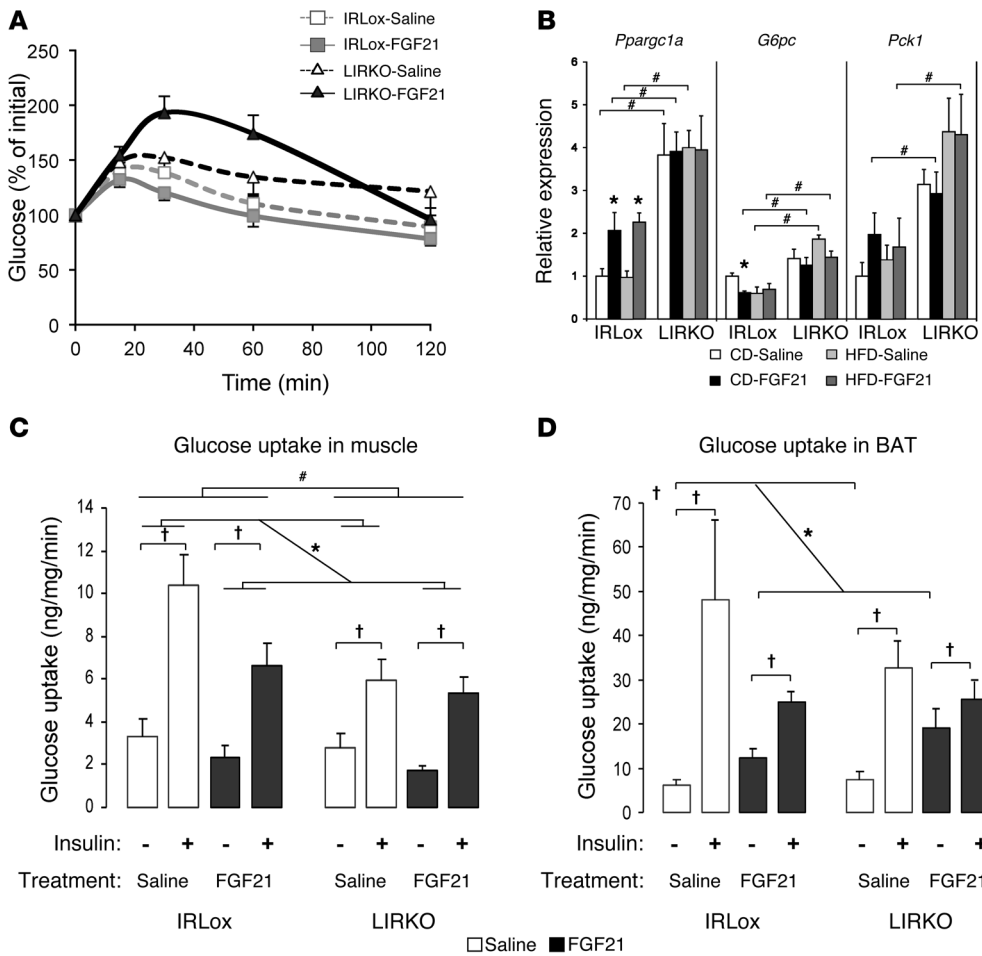 A
IRLox-Saline
IRLox-FGF21
LIRKO-Saline
LIRKO-FGF21
Glucose (% of initial)
250
200
150
100
50
0
0 20 40 60 80 100 120
Time (min)
B
Ppargc1a G6pc Pck1
Relative expression
6
5
4
3
2
1
0
# # #
* *
# # #
*
# #
IRLox LIRKO IRLox LIRKO IRLox LIRKO
CD-Saline HFD-Saline
CD-FGF21 HFD-FGF21
C
Glucose uptake in muscle
Glucose uptake (ng/mg/min)
14
12
10
8
6
4
2
0
#
*
† † † †
Insulin: - + - + - + - +
Treatment: Saline FGF21 Saline FGF21
IRLox LIRKO
D
Glucose uptake in BAT
Glucose uptake (ng/mg/min)
70
60
50
40
30
20
10
0
† †
*
† † †
Insulin: - + - + - + - +
Treatment: Saline FGF21 Saline FGF21
IRLox LIRKO
Saline FGF21